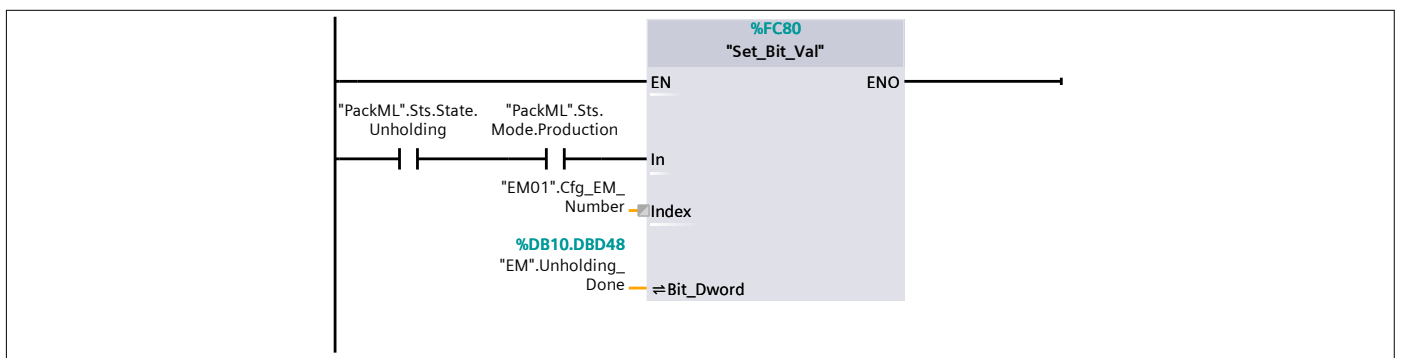 %FC80
"Set_Bit_Val"
EN ENO
"PackML".Sts.State.
Unholding
"PackML".Sts.
Mode.Production
In
"EM01".Cfg_EM_
Number
Index
%DB10.DBD48
"EM".Unholding_
Done
⇌Bit_Dword